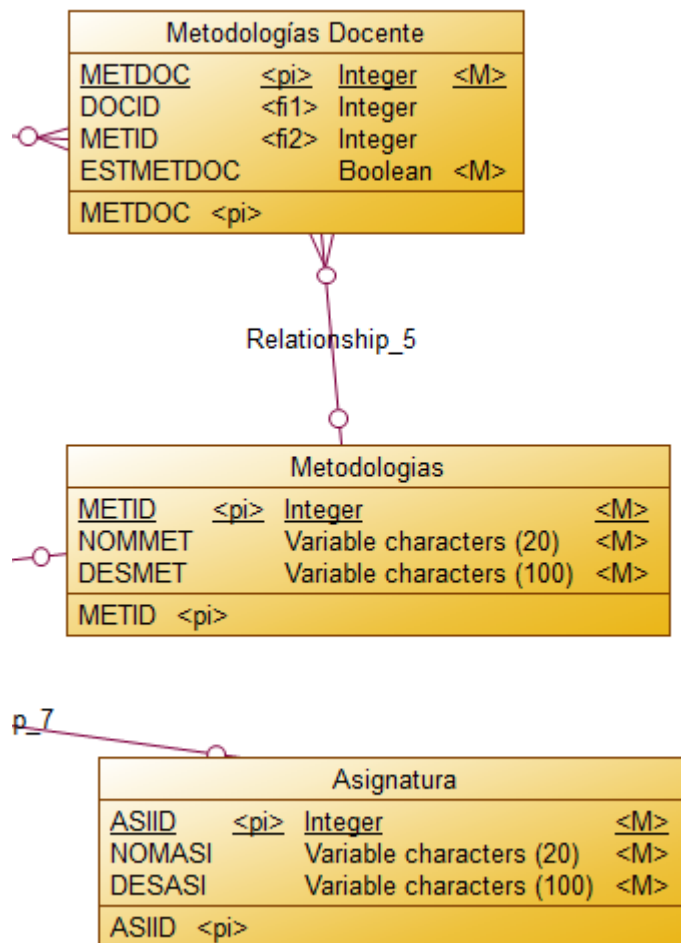 Metodologías Docente
METDOC <pi> Integer <M>
DOCID <fi1> Integer
METID <fi2> Integer
ESTMETDOC Boolean <M>
METDOC <pi>
Relationship_5
Metodologias
METID <pi> Integer <M>
NOMMET Variable characters (20) <M>
DESMET Variable characters (100) <M>
METID <pi>
p_7
Asignatura
ASIID <pi> Integer <M>
NOMASI Variable characters (20) <M>
DESASI Variable characters (100) <M>
ASIID <pi>